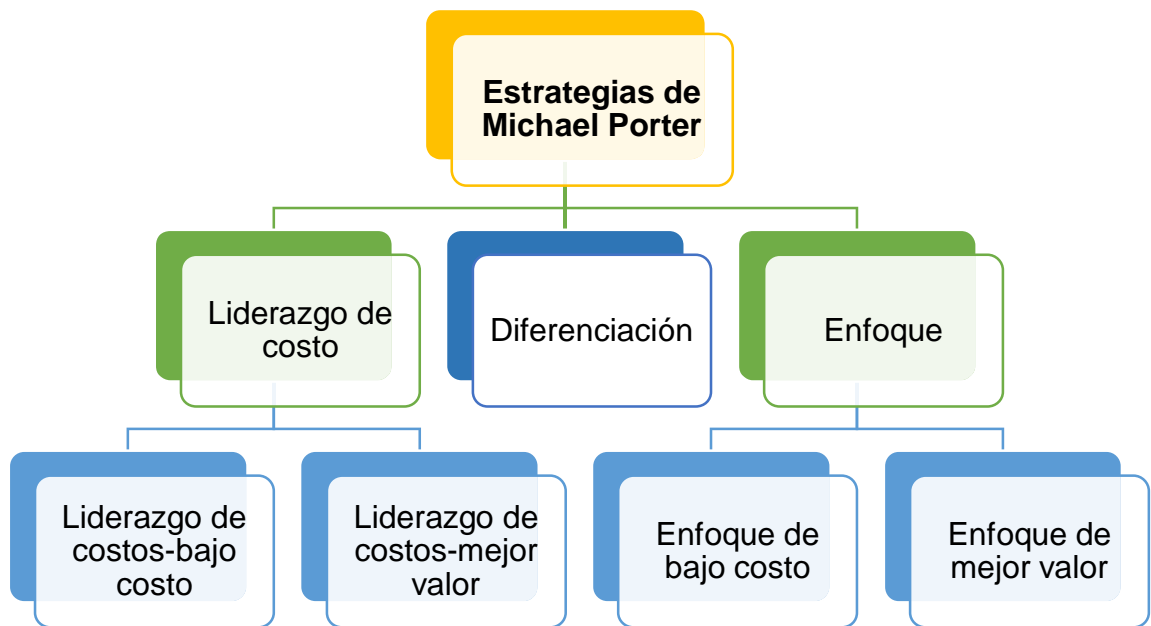 Estrategias de
Michael Porter
Liderazgo de
costo
Diferenciación
Enfoque
Liderazgo de
costos-bajo
costo
Liderazgo de
costos-mejor
valor
Enfoque de
bajo costo
Enfoque de
mejor valor